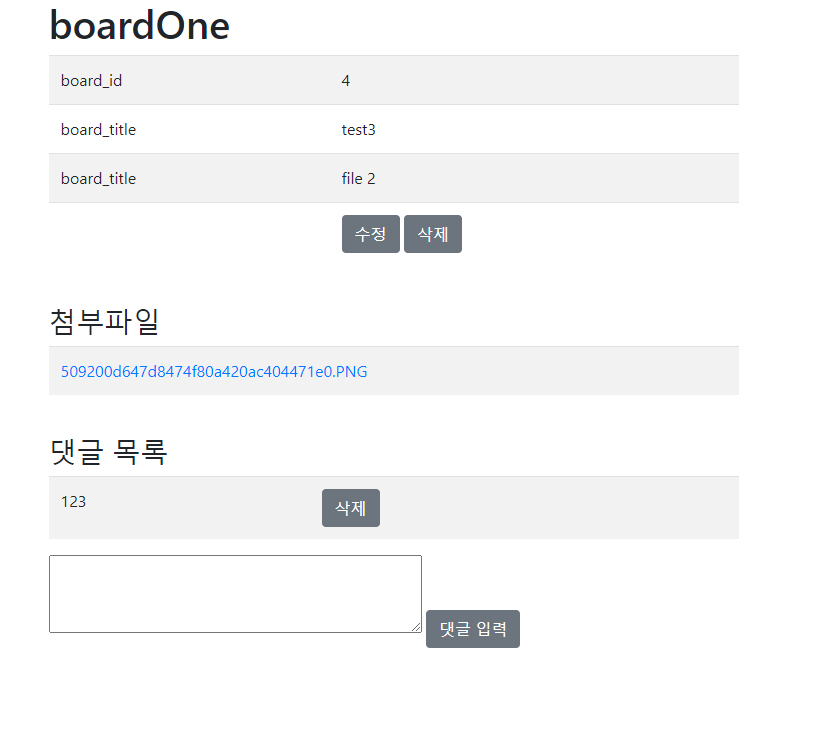 boardOne
board_id 4
board_title test3
board_title file 2
수정 삭제
첨부파일
509200d647d8474f80a420ac404471e0.PNG
댓글 목록
123 삭제
댓글 입력